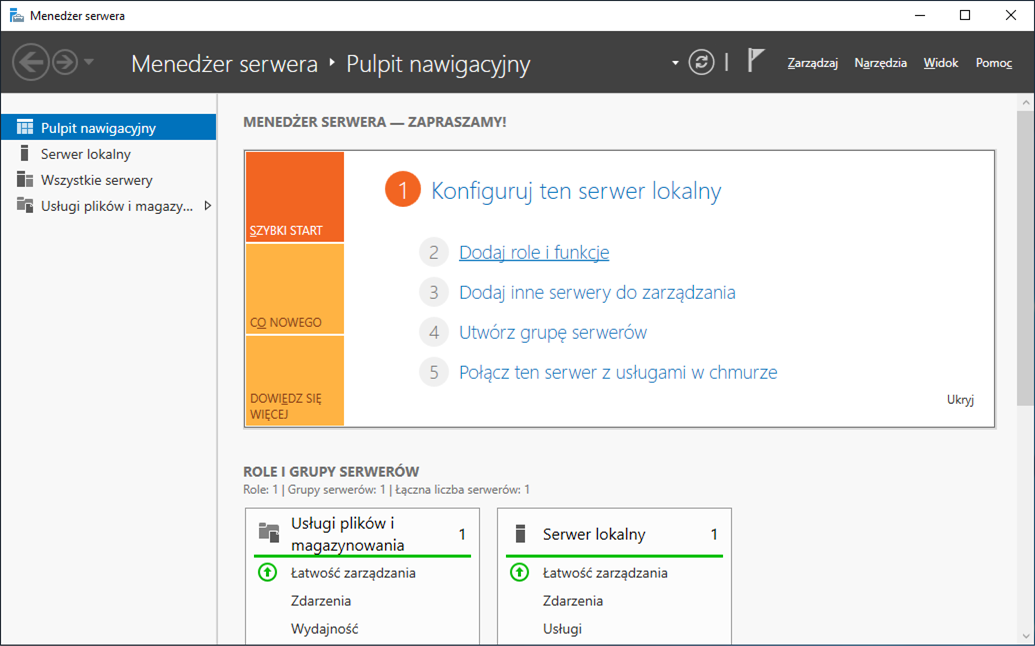 Menedżer serwera
Menedżer serwera ‣ Pulpit nawigacyjny
Zarządzaj Narzędzia Widok Pomoc
Pulpit nawigacyjny
Serwer lokalny
Wszystkie serwery
Usługi plików i magazy...
MENEDŻER SERWERA — ZAPRASZAMY!
SZYBKI START
CO NOWEGO
DOWIEDZ SIĘ
WIĘCEJ
1 Konfiguruj ten serwer lokalny
2 Dodaj role i funkcje
3 Dodaj inne serwery do zarządzania
4 Utwórz grupę serwerów
5 Połącz ten serwer z usługami w chmurze
Ukryj
ROLE I GRUPY SERWERÓW
Role: 1 | Grupy serwerów: 1 | Łączna liczba serwerów: 1
Usługi plików i
magazynowania 1
Łatwość zarządzania
Zdarzenia
Wydajność
Serwer lokalny 1
Łatwość zarządzania
Zdarzenia
Usługi